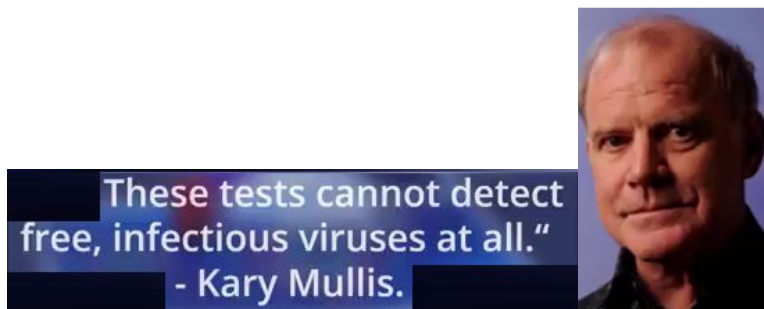 These tests cannot detect
free, infectious viruses at all.“
- Kary Mullis.